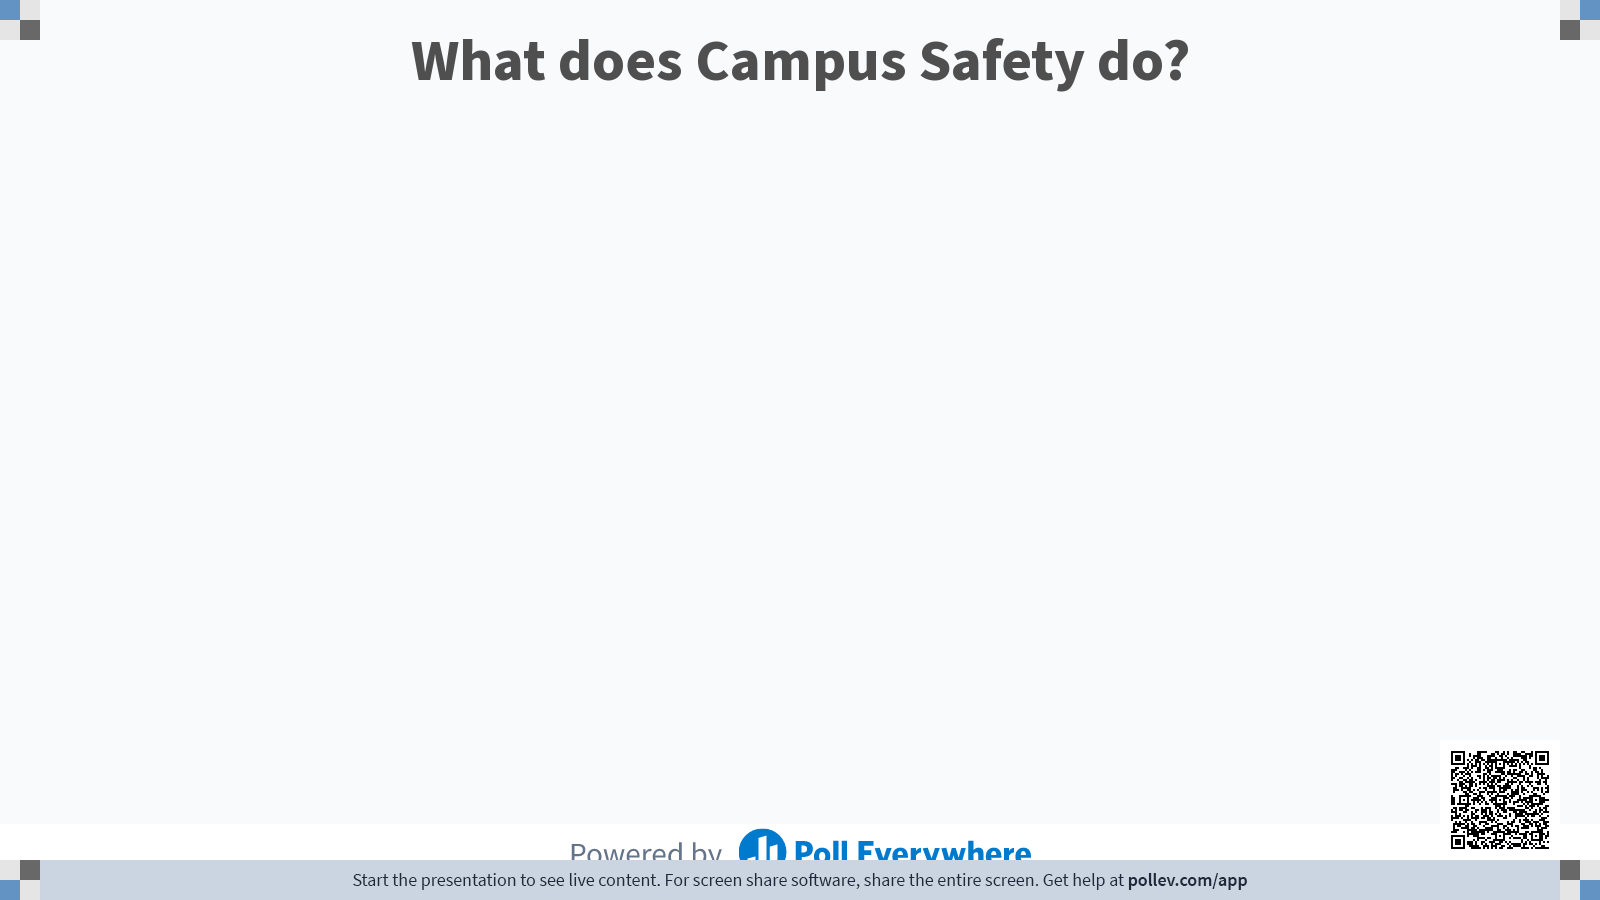 What does Campus Safety do?
Powered by Poll Everywhere
Start the presentation to see live content. For screen share software, share the entire screen. Get help at pollev.com/app